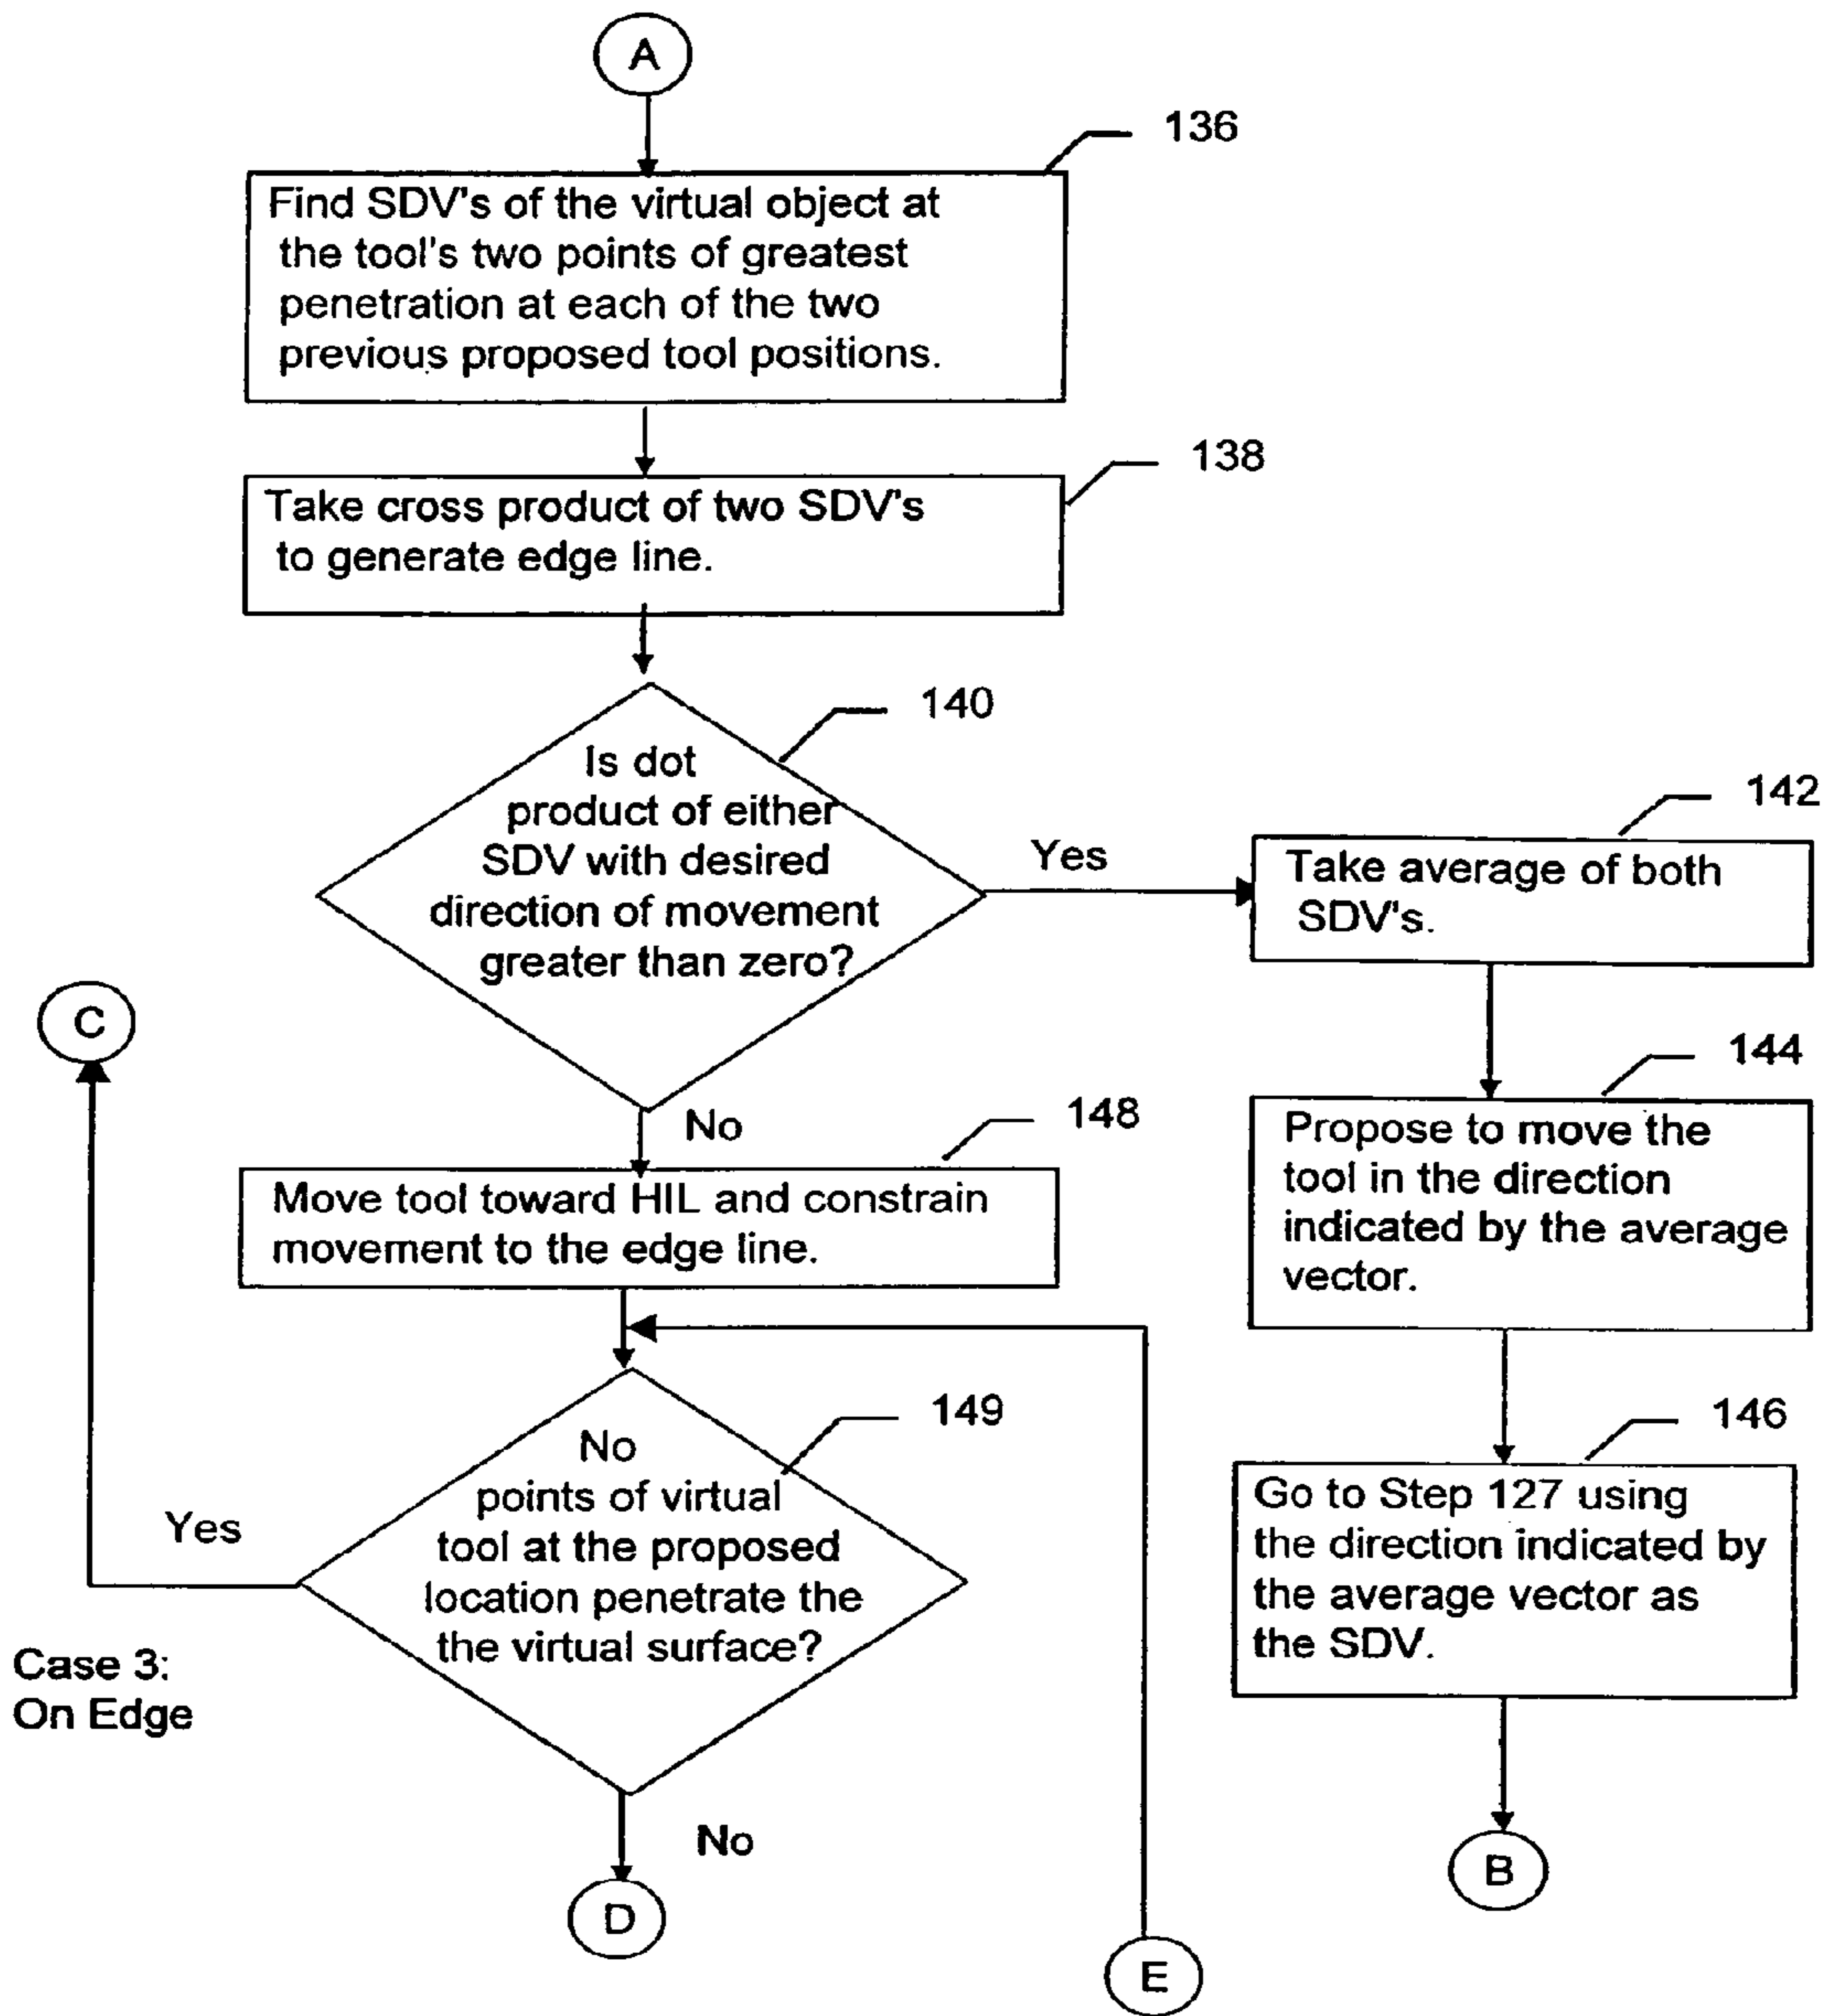 A
136
Find SDV's of the virtual object at
the tool's two points of greatest
penetration at each of the two
previous proposed tool positions.
138
Take cross product of two SDV's
to generate edge line.
140
Is dot
product of either
SDV with desired
direction of movement
greater than zero?
Yes
142
Take average of both
SDV's.
C
144
Propose to move the
tool in the direction
indicated by the average
vector.
No
148
Move tool toward HIL and constrain
movement to the edge line.
149
No
points of virtual
tool at the proposed
location penetrate the
the virtual surface?
Yes
146
Go to Step 127 using
the direction indicated by
the average vector as
the SDV.
Case 3:
On Edge
No
B
D
E